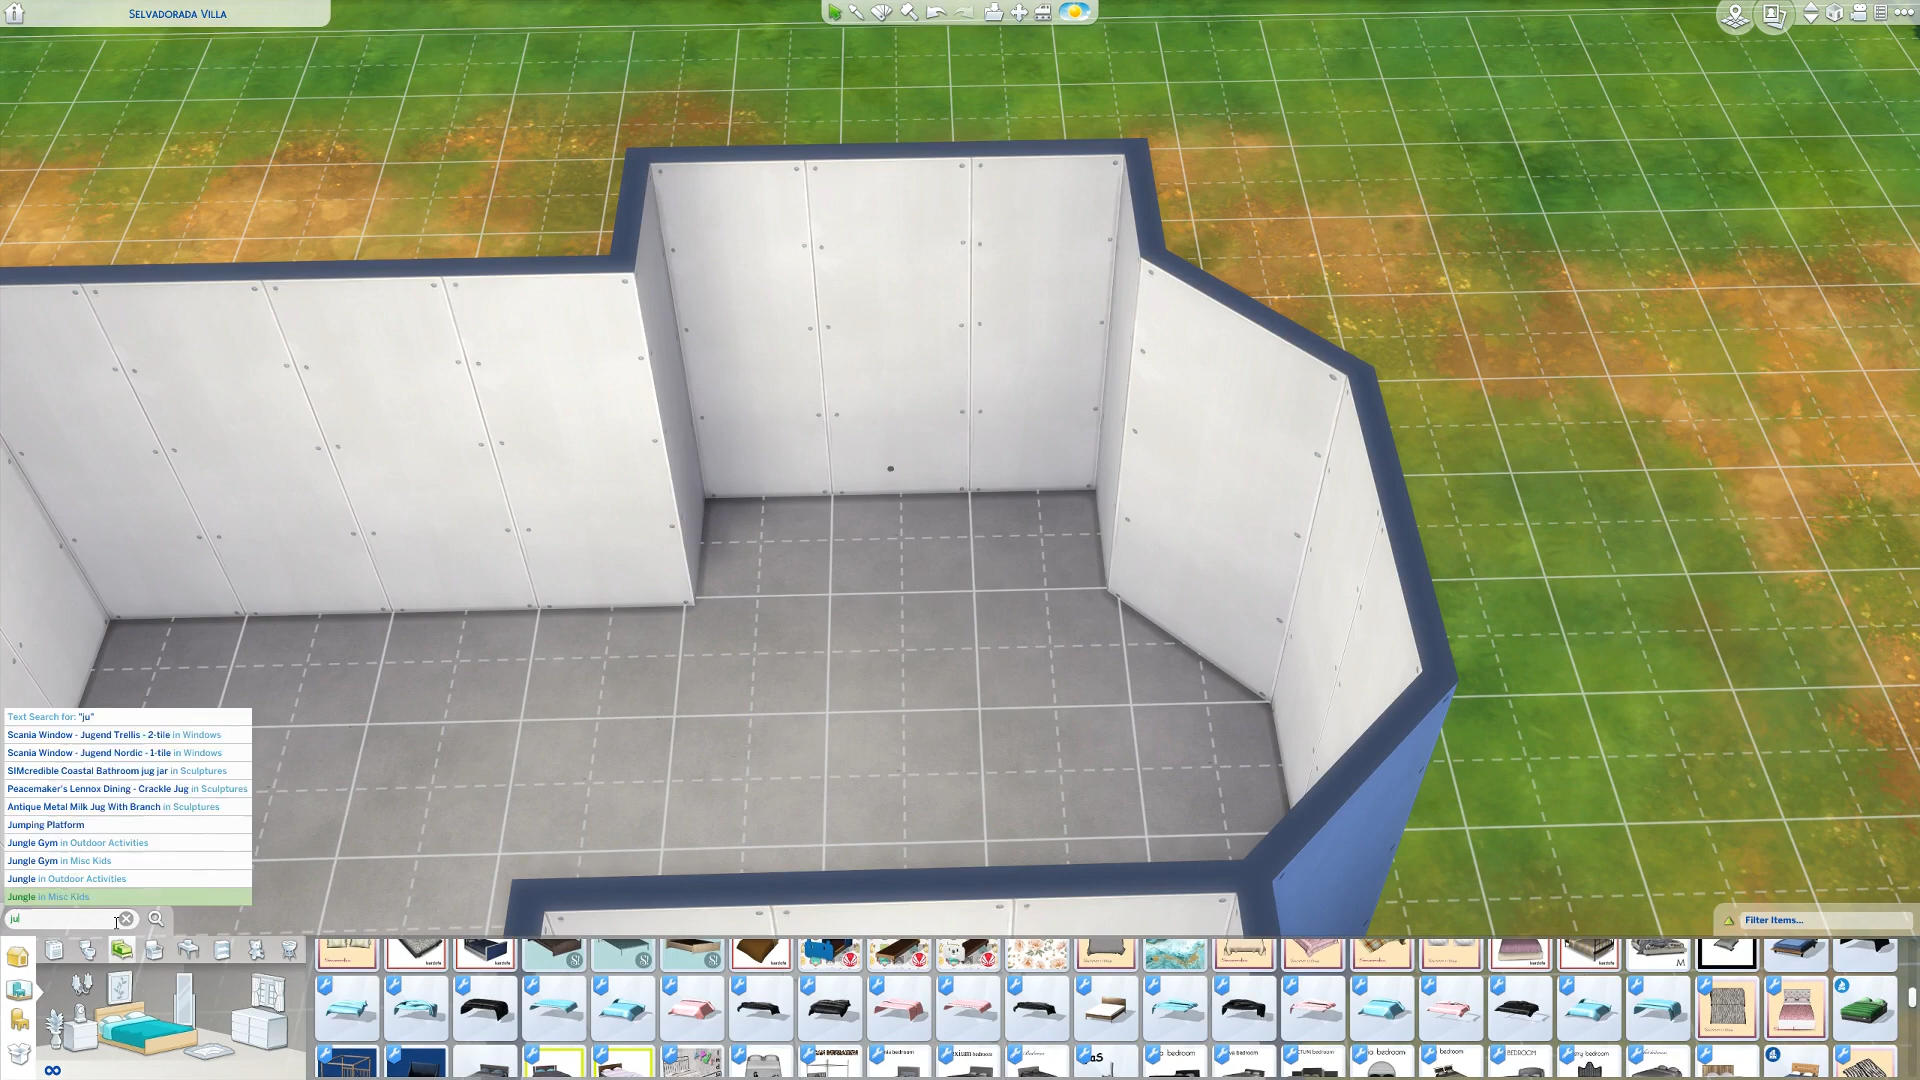 SELVADORADA VILLA
Text Search for: "ju"
Scania Window - Jugend Trellis - 2-tile in Windows
Scania Window - Jugend Nordic - 1-tile in Windows
SIMcredible Coastal Bathroom jug jar in Sculptures
Peacemaker's Lennox Dining - Crackle Jug in Sculptures
Antique Metal Milk Jug With Branch in Sculptures
Jumping Platform
Jungle Gym in Outdoor Activities
Jungle Gym in Misc Kids
Jungle in Outdoor Activities
Jungle in Misc Kids
ju
Filter Items...